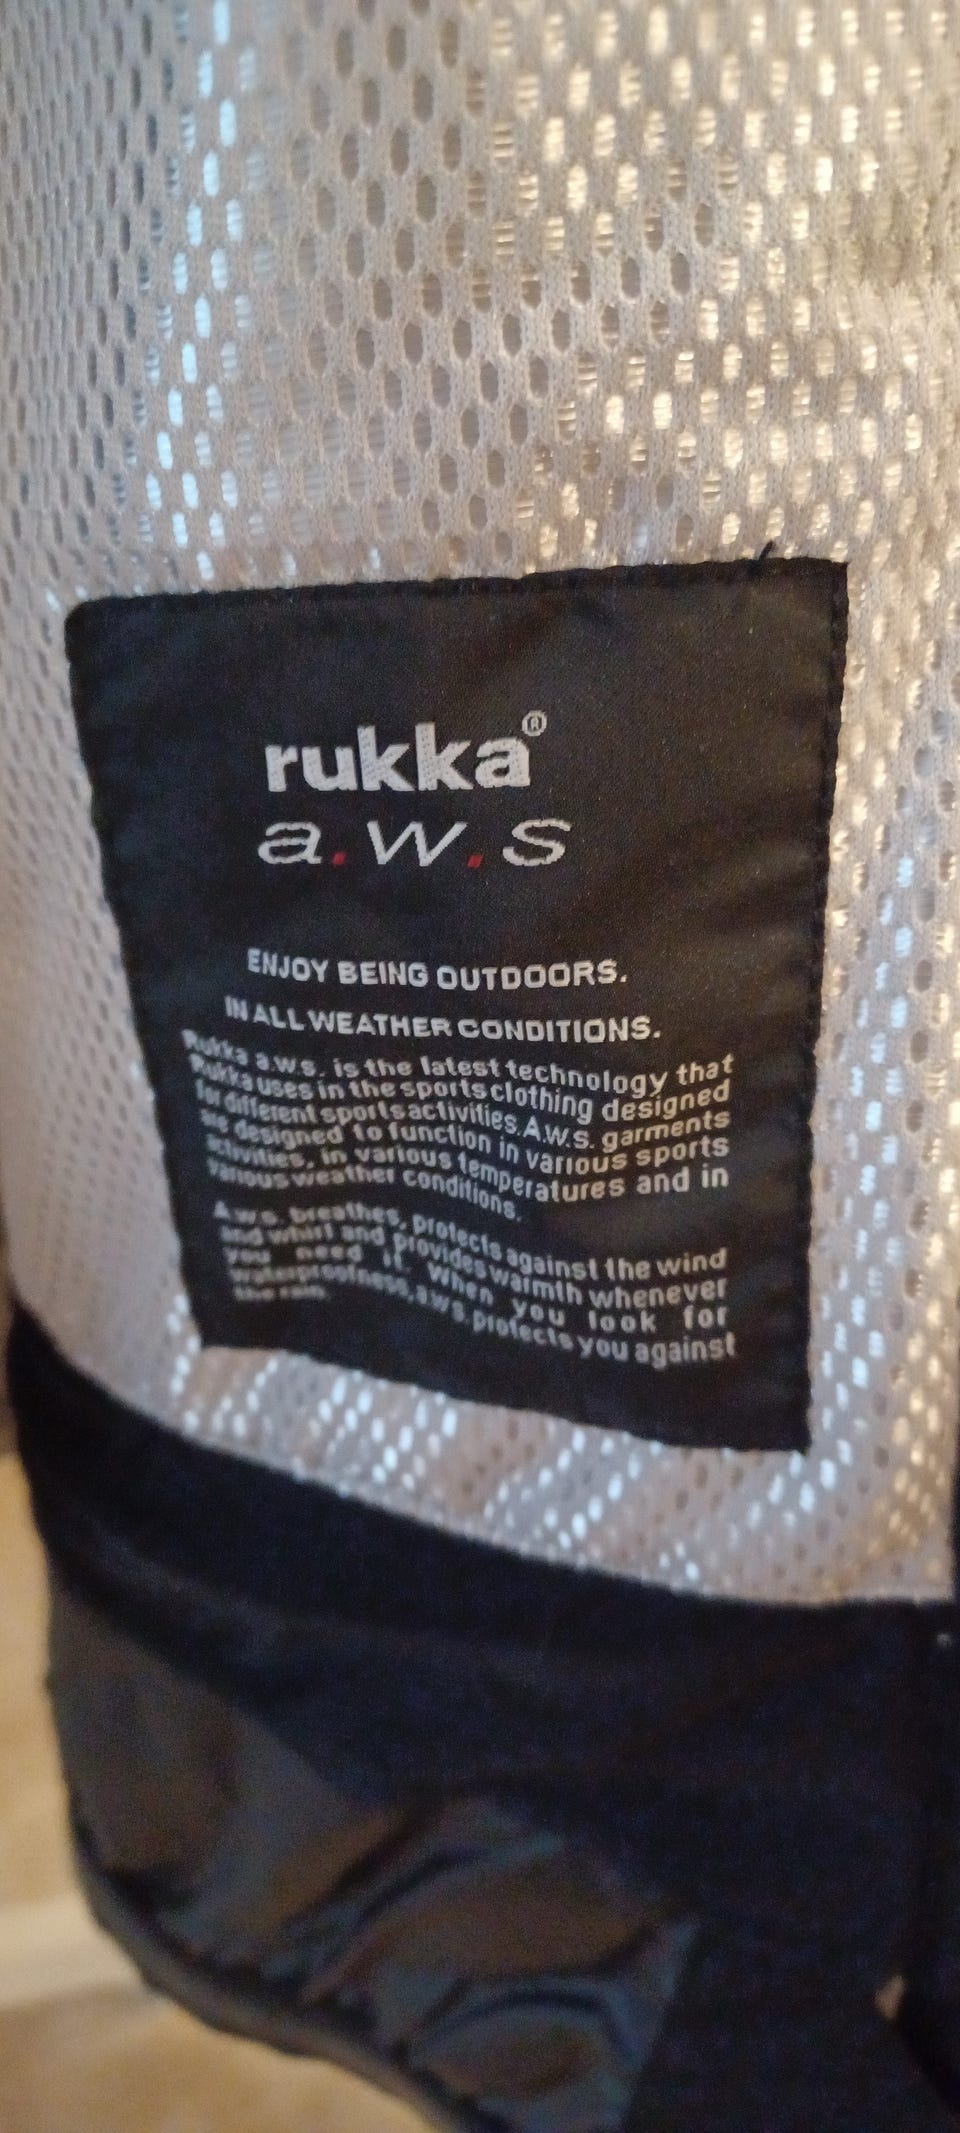 rukka®
a.w.s
ENJOY BEING OUTDOORS.
IN ALL WEATHER CONDITIONS.
Rukka a.w.s. is the latest technology that
Rukka uses in the sports clothing designed
for different sports activities. A.W.S. garments
are designed to function in various sports
activities, in various temperatures and in
various weather conditions.
A.w.s. breathes, protects against the wind
and whirl and provides warmth whenever
you need it. When you look for
waterproofness, a.w.s. protects you against
the rain.